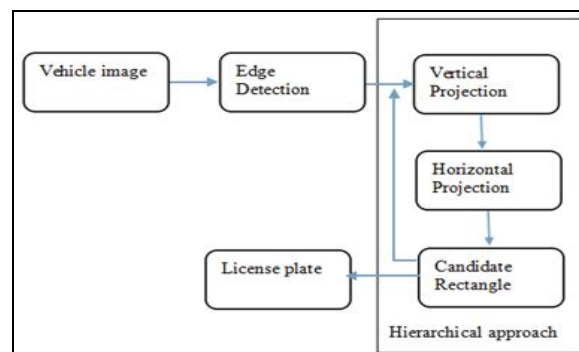 Vehicle image
Edge
Detection
Vertical
Projection
Horizontal
Projection
License plate
Candidate
Rectangle
Hierarchical approach